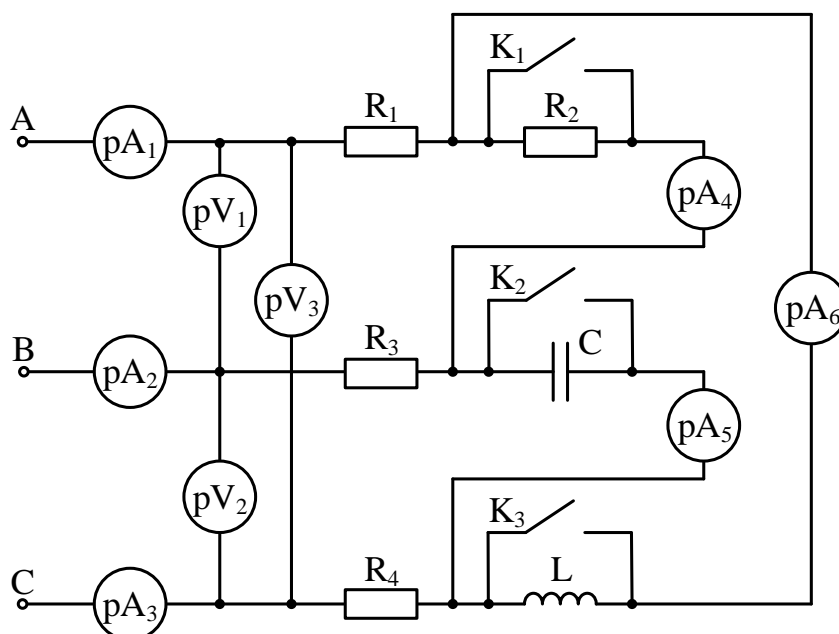 K₁
A
pA₁
R₁
R₂
pV₁
pA₄
pV₃
K₂
pA₆
B
pA₂
R₃
C
pA₅
pV₂
K₃
C
pA₃
R₄
L